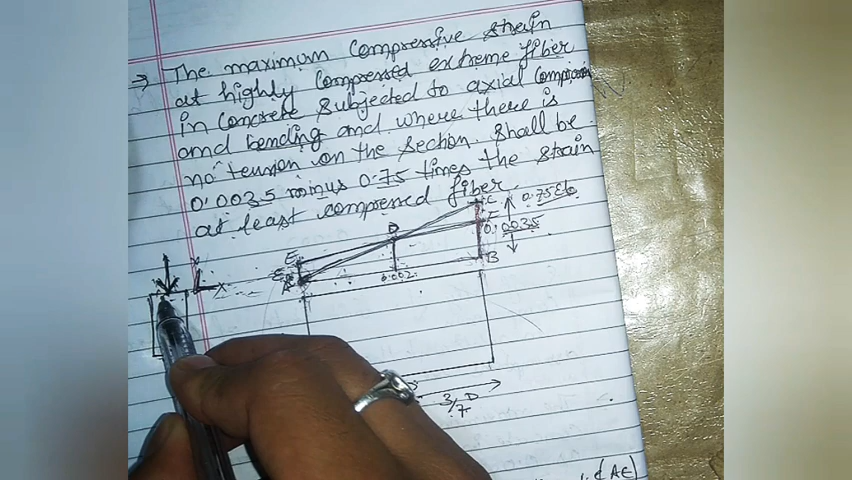 → The maximum compressive strain
at highly compressed extreme fiber
in concrete subjected to axial compression
and bending and where there is
no tension on the section. shall be
0.0035 minus 0.75 times the strain
at least compressed fiber.
C
0.75
D
F
0.0035
E
B
A
0.002
3/7 D
(AE)